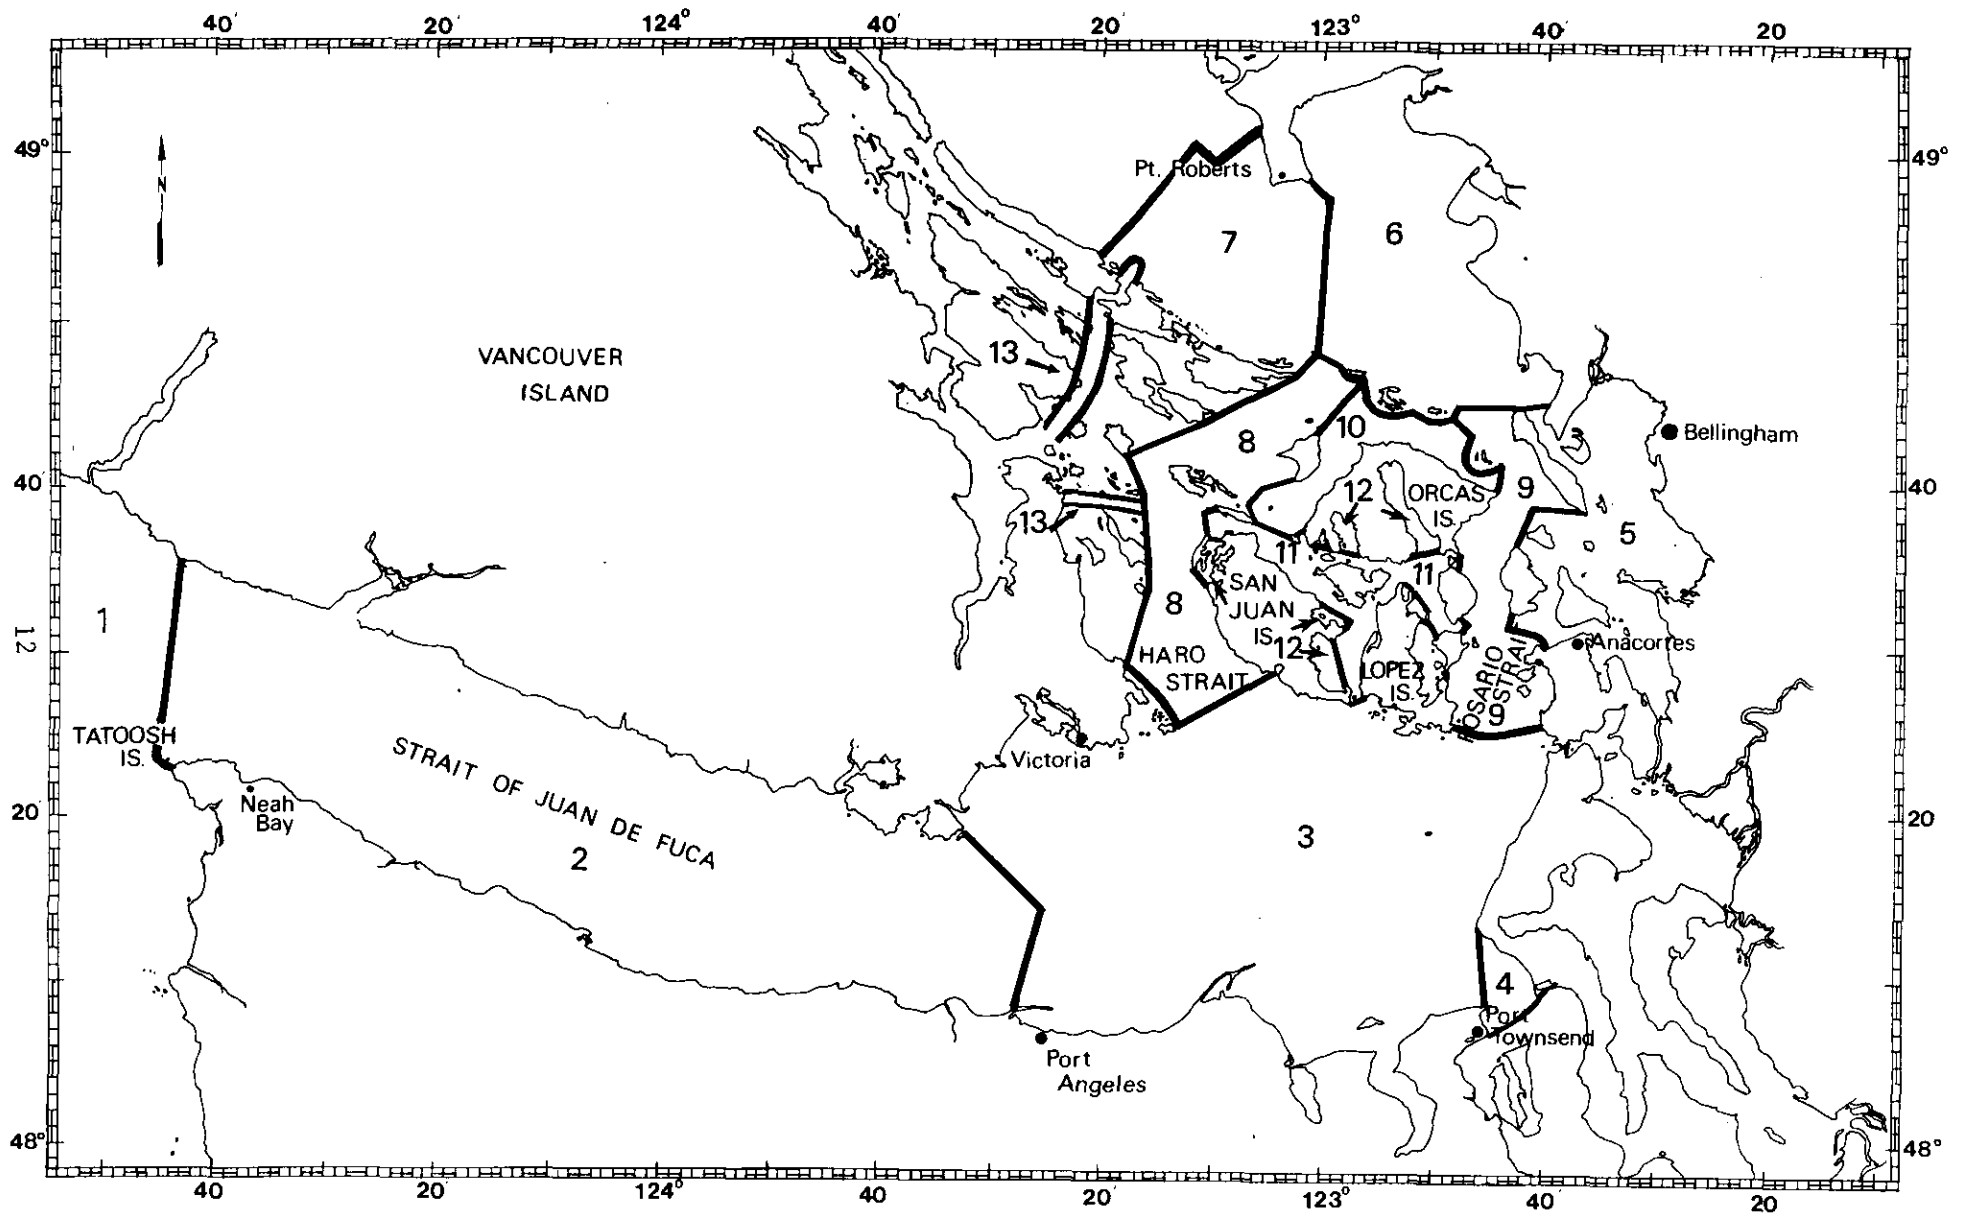 40'
20'
124°
40'
20'
123°
40'
20
49°
49°
N
Pt. Roberts
7
6
13
VANCOUVER
ISLAND
8
10
Bellingham
40
40
12
ORCAS
IS.
9
13
11
5
11
SAN
JUAN
IS.
8
1
12
Anacortes
HARO
STRAIT
LOPEZ
IS.
OSARIO
STRAI
9
TATOOSH
IS.
Victoria
STRAIT OF JUAN DE FUCA
Neah
Bay
20'
20
2
3
4
Port
Townsend
Port
Angeles
48°
48°
40
20
124°
40
20'
123°
40'
20